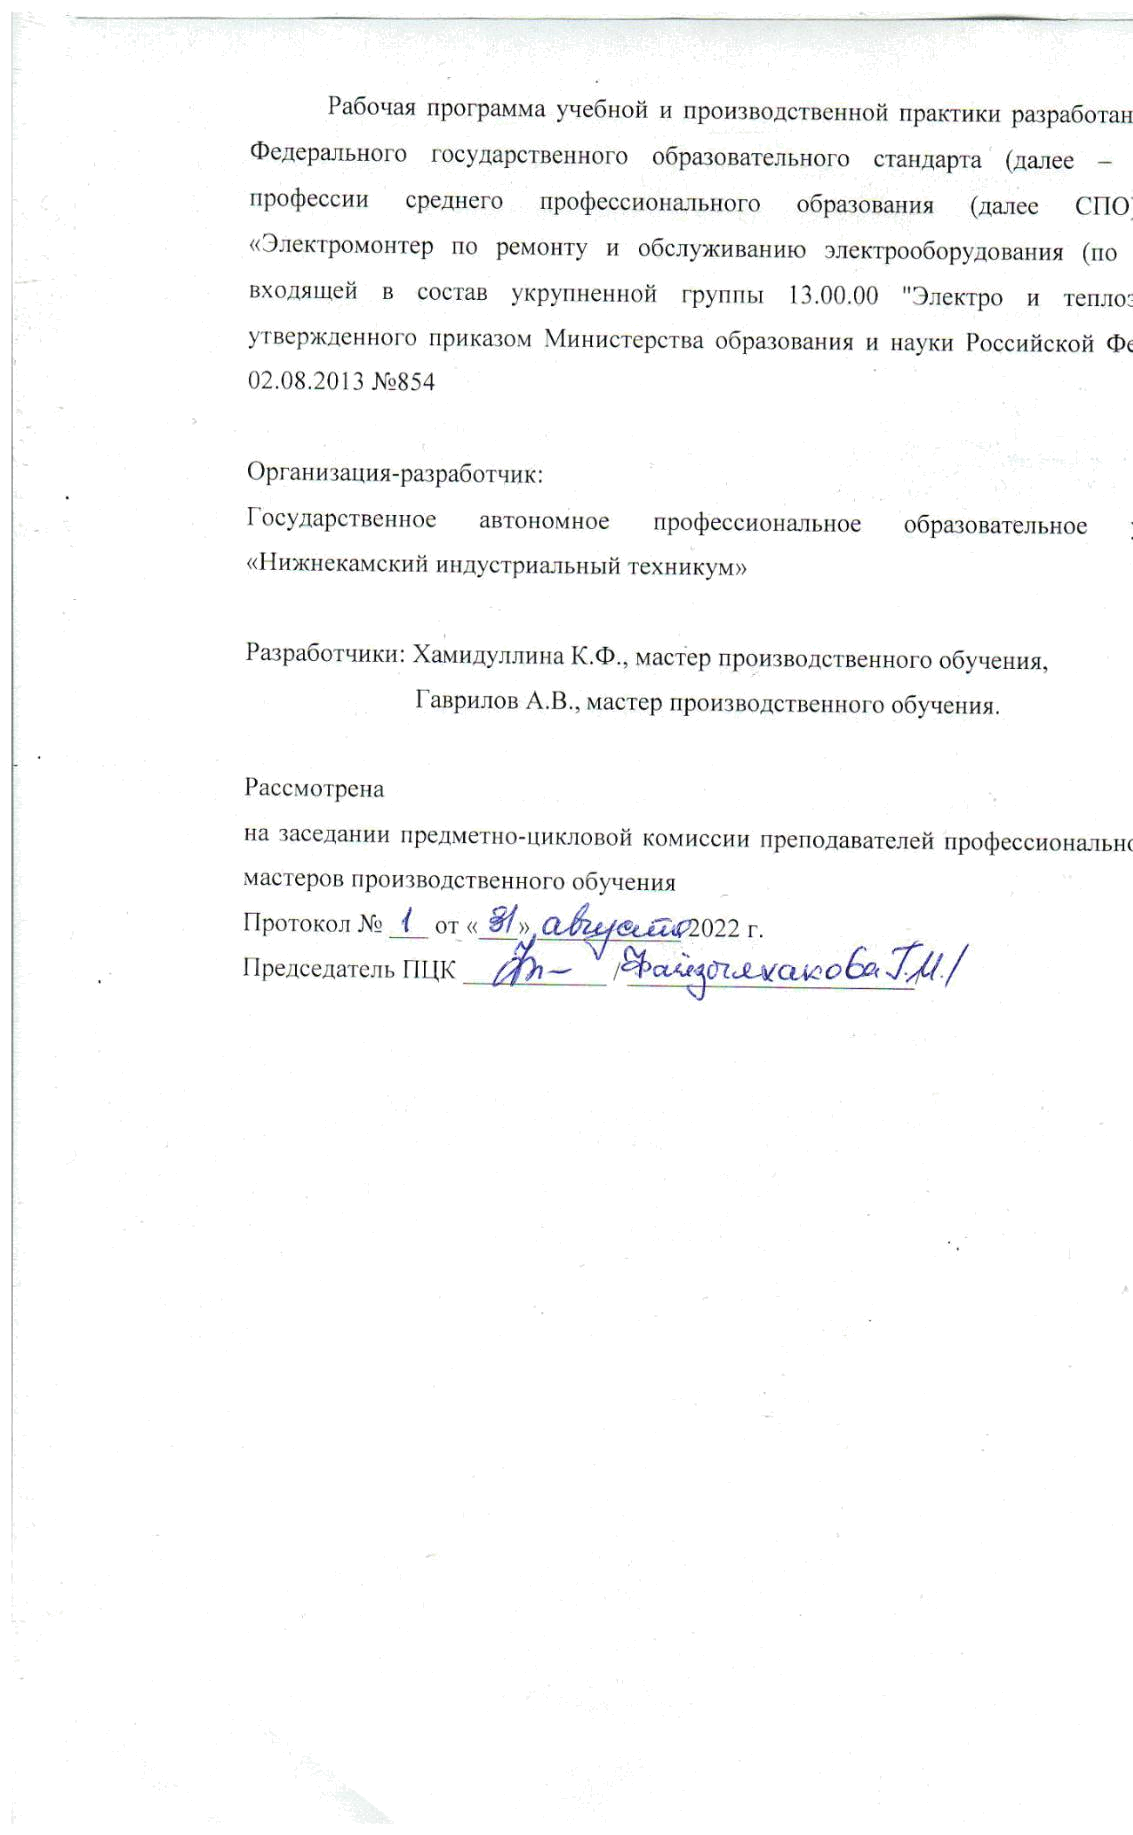 Рабочая программа учебной и производственной практики разработан
Федерального государственного образовательного стандарта (далее –
профессии среднего профессионального образования (далее СПО)
«Электромонтер по ремонту и обслуживанию электрооборудования (по
входящей в состав укрупненной группы 13.00.00 "Электро и теплоэ
утвержденного приказом Министерства образования и науки Российской Фе
02.08.2013 №854
Организация-разработчик:
Государственное автономное профессиональное образовательное у
«Нижнекамский индустриальный техникум»
Разработчики: Хамидуллина К.Ф., мастер производственного обучения,
Гаврилов А.В., мастер производственного обучения.
Рассмотрена
на заседании предметно-цикловой комиссии преподавателей профессионально
мастеров производственного обучения
Протокол № 1 от «31» августа 2022 г.
Председатель ПЦК / Г.М./